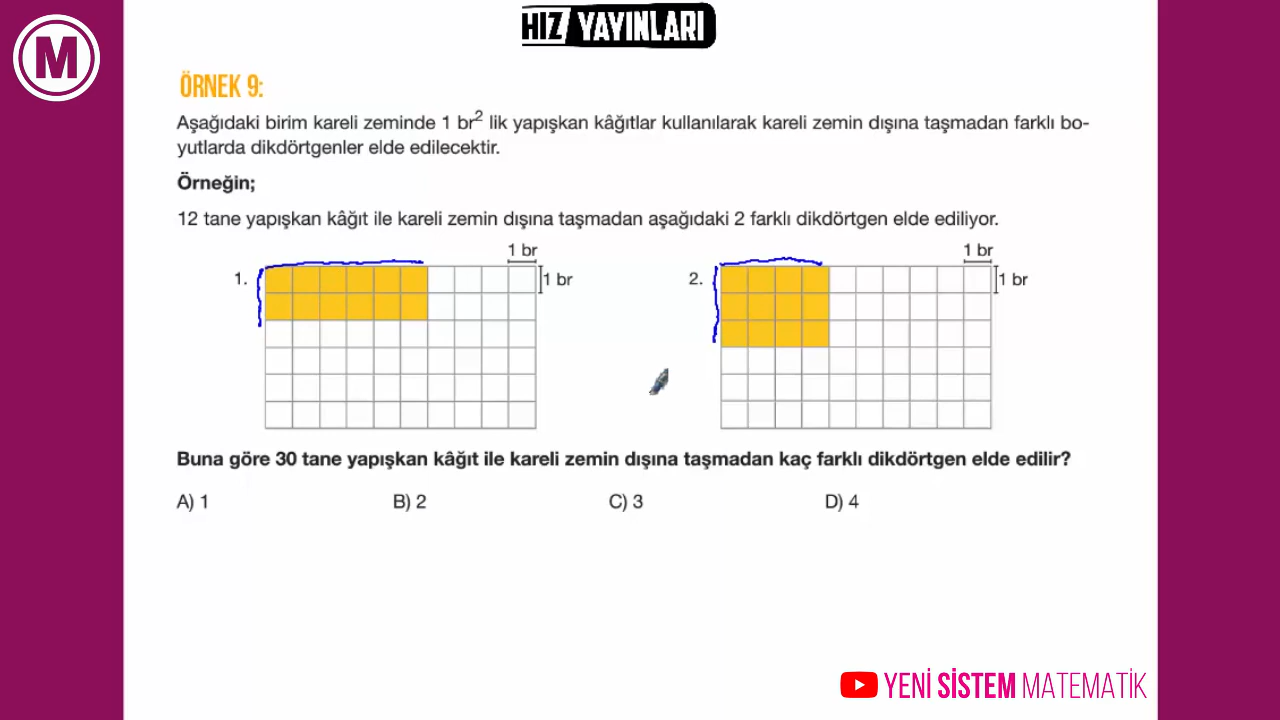 M
HIZ YAYINLARI
ÖRNEK 9:
Aşağıdaki birim kareli zeminde 1 br² lik yapışkan kâğıtlar kullanılarak kareli zemin dışına taşmadan farklı bo-
yutlarda dikdörtgenler elde edilecektir.
Örneğin;
12 tane yapışkan kâğıt ile kareli zemin dışına taşmadan aşağıdaki 2 farklı dikdörtgen elde ediliyor.
1 br 1 br
1. 1 br 2. 1 br
Buna göre 30 tane yapışkan kâğıt ile kareli zemin dışına taşmadan kaç farklı dikdörtgen elde edilir?
A) 1 B) 2 C) 3 D) 4
YENİ SİSTEM MATEMATİK